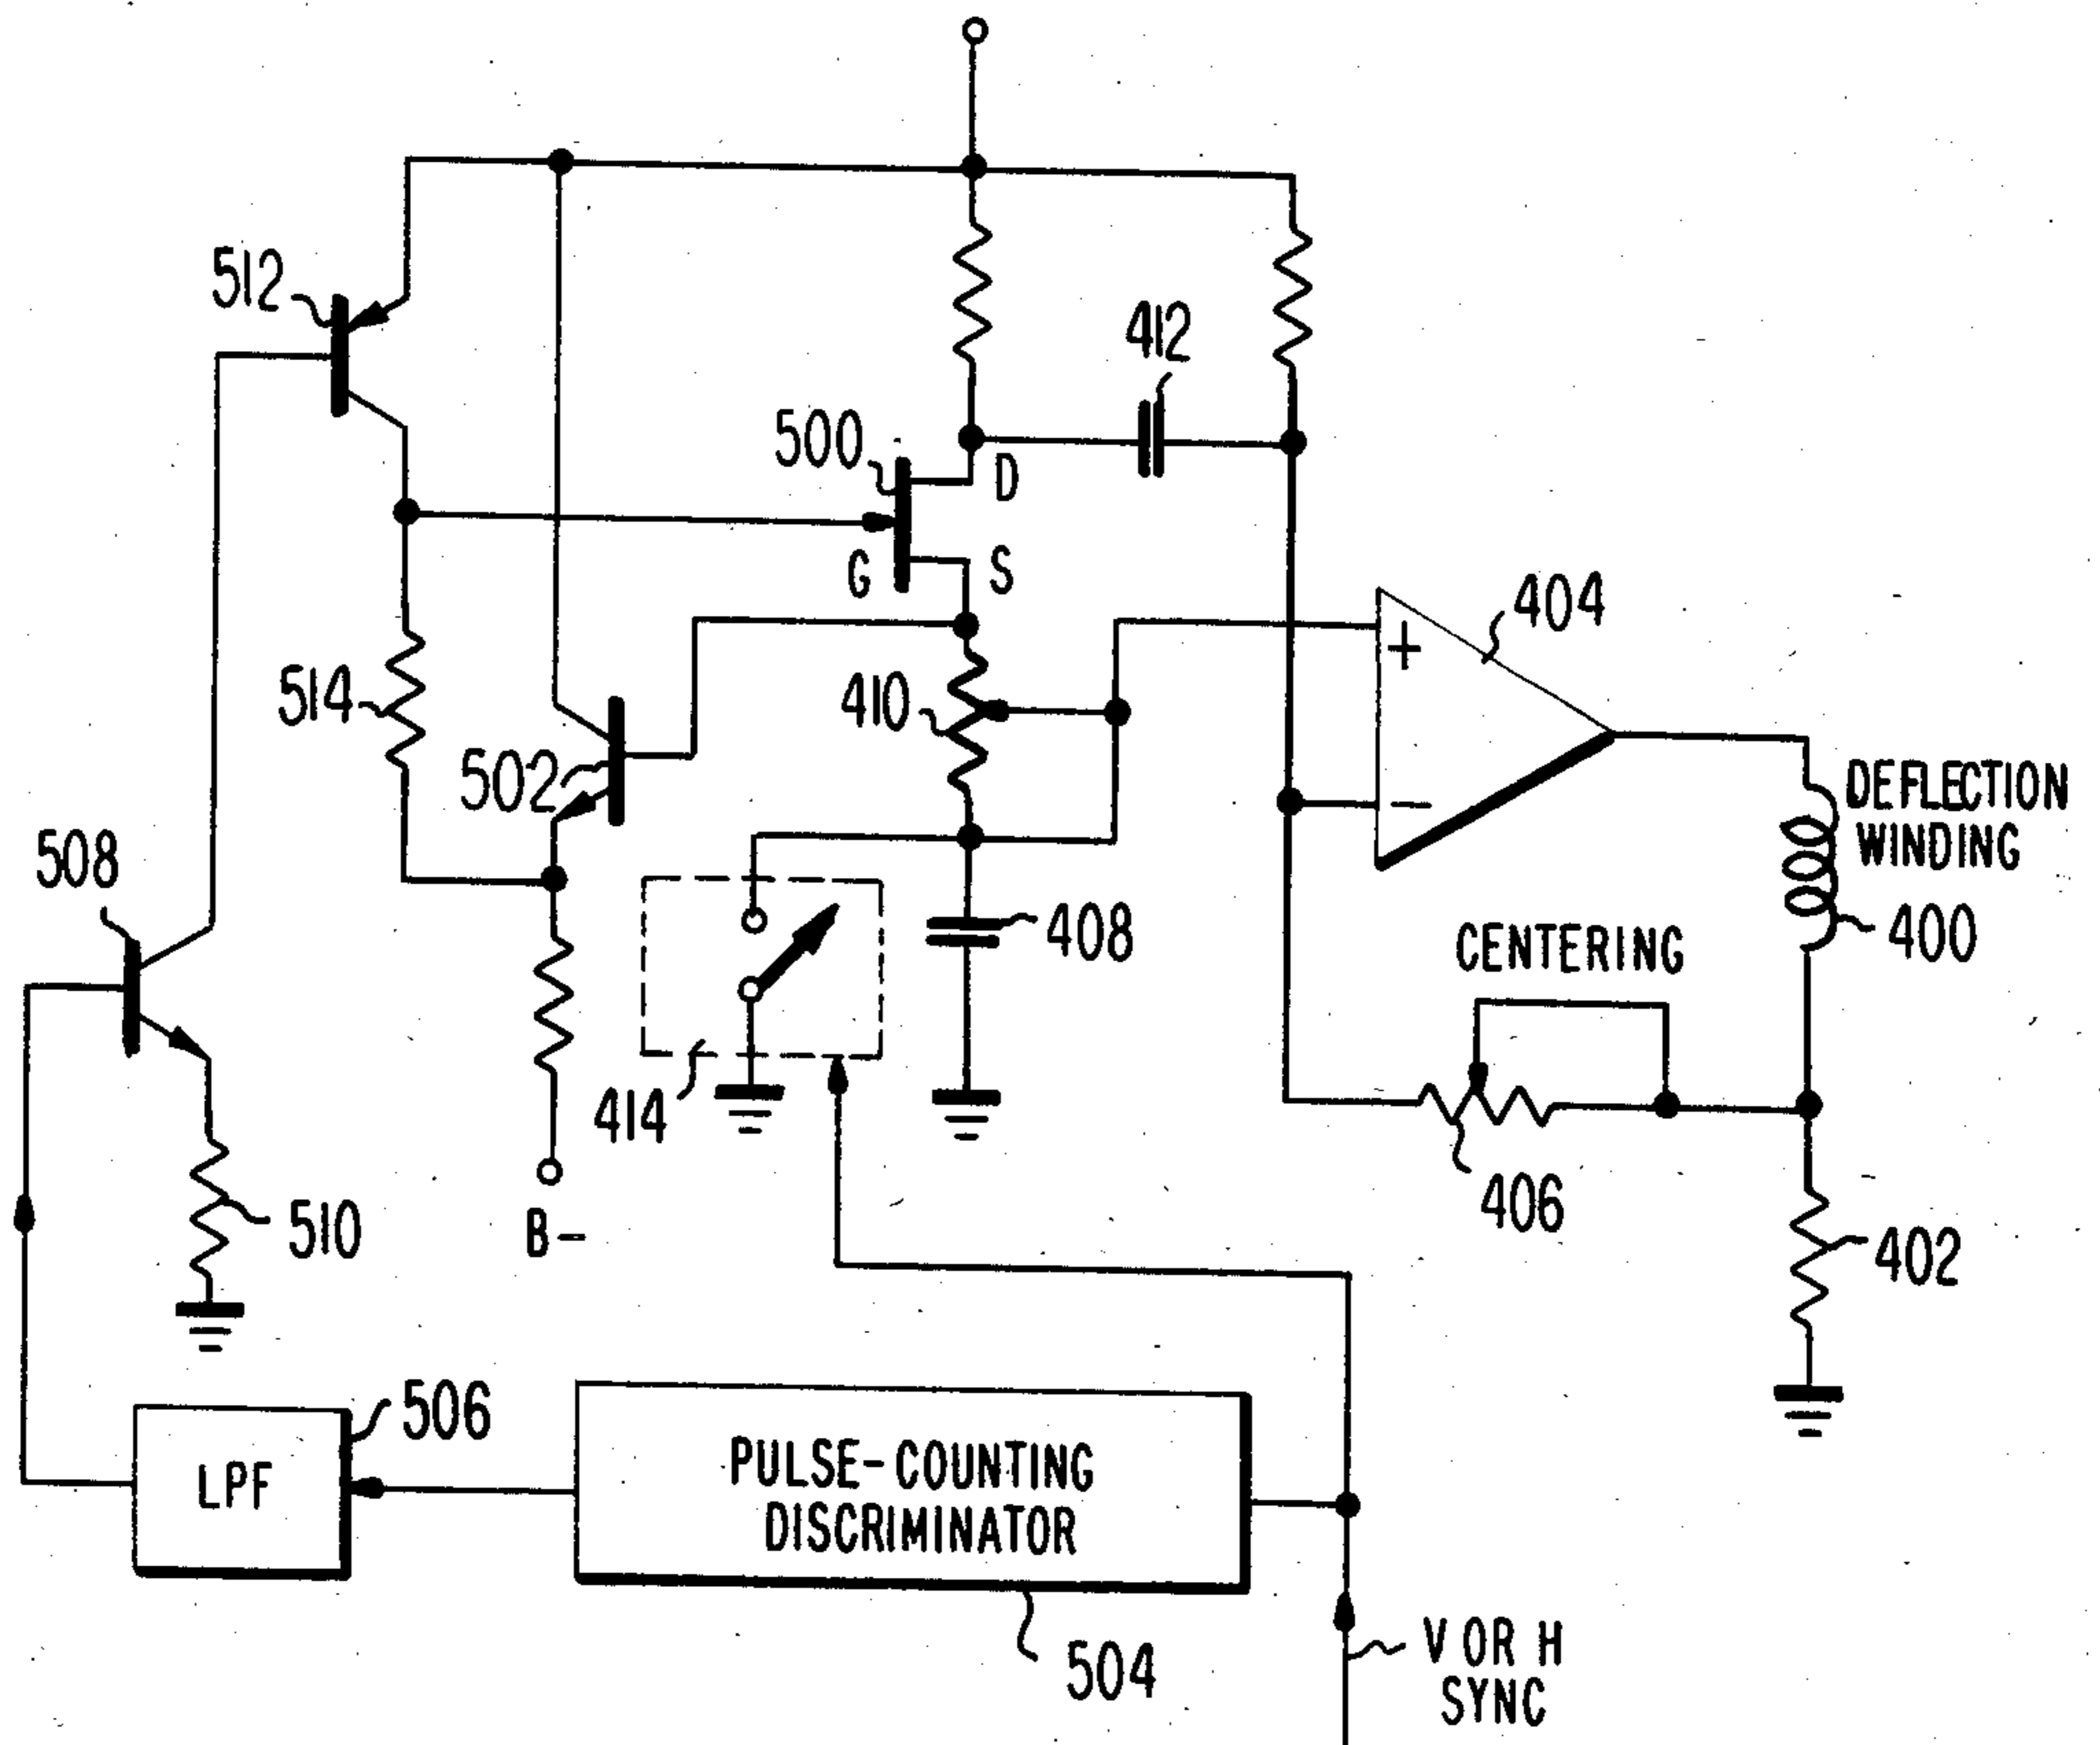 512
412
500
D
G
S
404
514
410
502
DEFLECTION
WINDING
508
408
400
CENTERING
414
406
510
B-
402
506
LPF
PULSE-COUNTING
DISCRIMINATOR
504
V OR H
SYNC
+
−